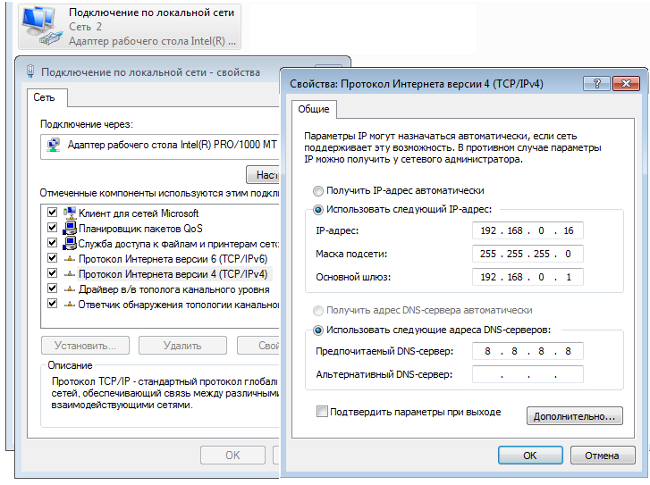 Подключение по локальной сети
Сеть 2
Адаптер рабочего стола Intel(R) ...
Подключение по локальной сети - свойства
Сеть
Подключение через:
Адаптер рабочего стола Intel(R) PRO/1000 MT
Наст
Отмеченные компоненты используются этим подкл
Клиент для сетей Microsoft
Планировщик пакетов QoS
Служба доступа к файлам и принтерам сет
Протокол Интернета версии 6 (TCP/IPv6)
Протокол Интернета версии 4 (TCP/IPv4)
Драйвер в/в тополога канального уровня
Ответчик обнаружения топологии канально
Установить...
Удалить
Свой
Описание
Протокол TCP/IP - стандартный протокол глобал
сетей, обеспечивающий связь между различными
взаимодействующими сетями.
OK
Свойства: Протокол Интернета версии 4 (TCP/IPv4)
Общие
Параметры IP могут назначаться автоматически, если сеть
поддерживает эту возможность. В противном случае параметры
IP можно получить у сетевого администратора.
Получить IP-адрес автоматически
Использовать следующий IP-адрес:
IP-адрес: 192 . 168 . 0 . 16
Маска подсети: 255 . 255 . 255 . 0
Основной шлюз: 192 . 168 . 0 . 1
Получить адрес DNS-сервера автоматически
Использовать следующие адреса DNS-серверов:
Предпочитаемый DNS-сервер: 8 . 8 . 8 . 8
Альтернативный DNS-сервер: . . .
Подтвердить параметры при выходе
Дополнительно...
OK
Отмена